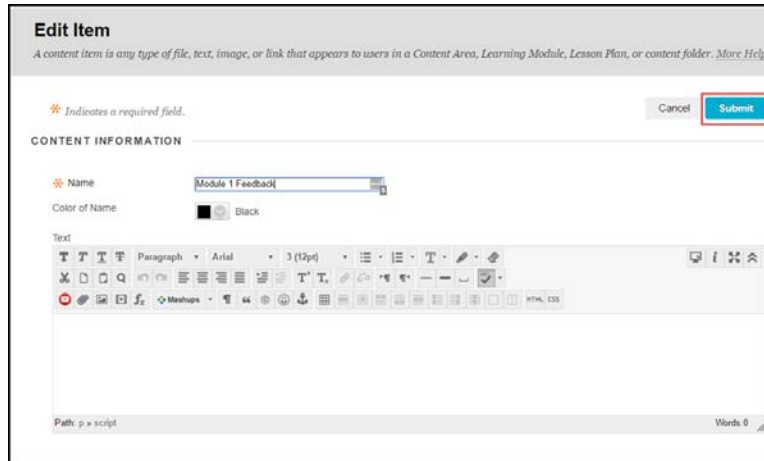 Edit Item
A content item is any type of file, text, image, or link that appears to users in a Content Area, Learning Module, Lesson Plan, or content folder. More Help
Indicates a required field.
Cancel Submit
CONTENT INFORMATION
Name Module 1 Feedback
Color of Name Black
Text
T T T T Paragraph Arial 3 (12pt) T
T T
Mashups HTML CSS
Path: p » script Words:0